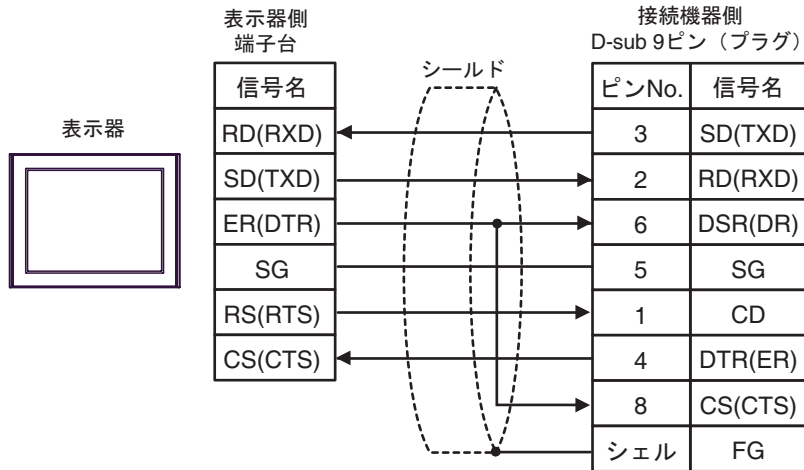 表示器側
端子台
接続機器側
D-sub 9ピン（プラグ）
シールド
表示器
信号名
ピンNo. 信号名
RD(RXD) 3 SD(TXD)
SD(TXD) 2 RD(RXD)
ER(DTR) 6 DSR(DR)
SG 5 SG
RS(RTS) 1 CD
CS(CTS) 4 DTR(ER)
8 CS(CTS)
シェル FG